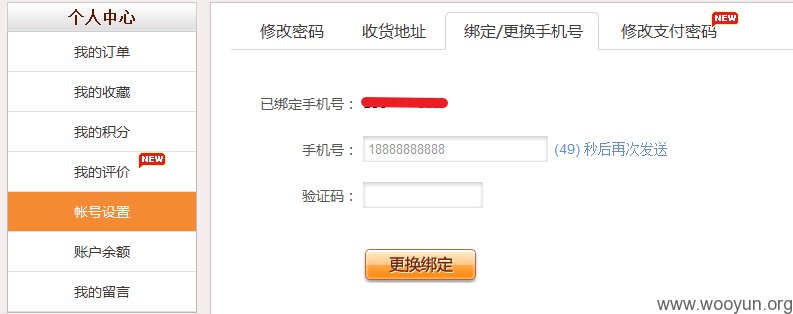 个人中心
我的订单
我的收藏
我的积分
我的评价 NEW
帐号设置
账户余额
我的留言
修改密码 收货地址 绑定/更换手机号 修改支付密码 NEW
已绑定手机号：
手机号： 18888888888 (49) 秒后再次发送
验证码：
更换绑定
www.wooyun.org